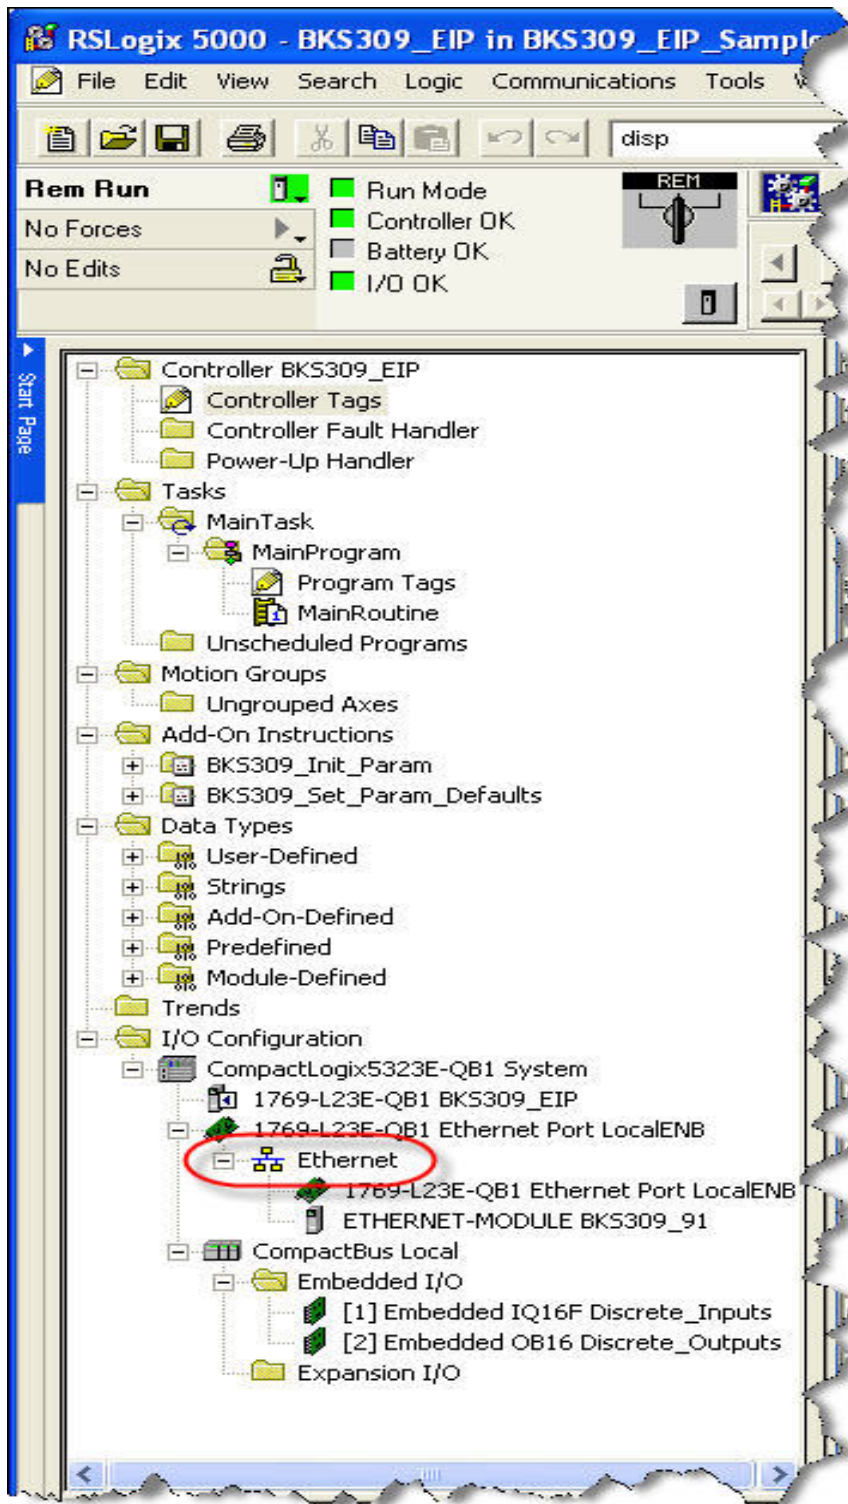 RSLogix 5000 - BKS309_EIP in BKS309_EIP_Sample
File Edit View Search Logic Communications Tools
disp
Rem Run
No Forces
No Edits
Run Mode
Controller OK
Battery OK
I/O OK
REM
Start Page
Controller BKS309_EIP
Controller Tags
Controller Fault Handler
Power-Up Handler
Tasks
MainTask
MainProgram
Program Tags
MainRoutine
Unscheduled Programs
Motion Groups
Ungrouped Axes
Add-On Instructions
BKS309_Init_Param
BKS309_Set_Param_Defaults
Data Types
User-Defined
Strings
Add-On-Defined
Predefined
Module-Defined
Trends
I/O Configuration
CompactLogix5323E-QB1 System
1769-L23E-QB1 BKS309_EIP
1769-L23E-QB1 Ethernet Port LocalENB
Ethernet
1769-L23E-QB1 Ethernet Port LocalENB
ETHERNET-MODULE BKS309_91
CompactBus Local
Embedded I/O
[1] Embedded IQ16F Discrete_Inputs
[2] Embedded OB16 Discrete_Outputs
Expansion I/O